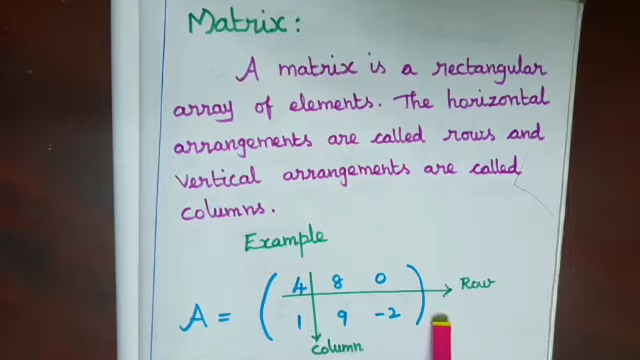 Matrix:
A matrix is a rectangular
array of elements. The horizontal
arrangements are called rows and
vertical arrangements are called
columns.
Example
4 8 0
Row
A =
1 9 -2
column